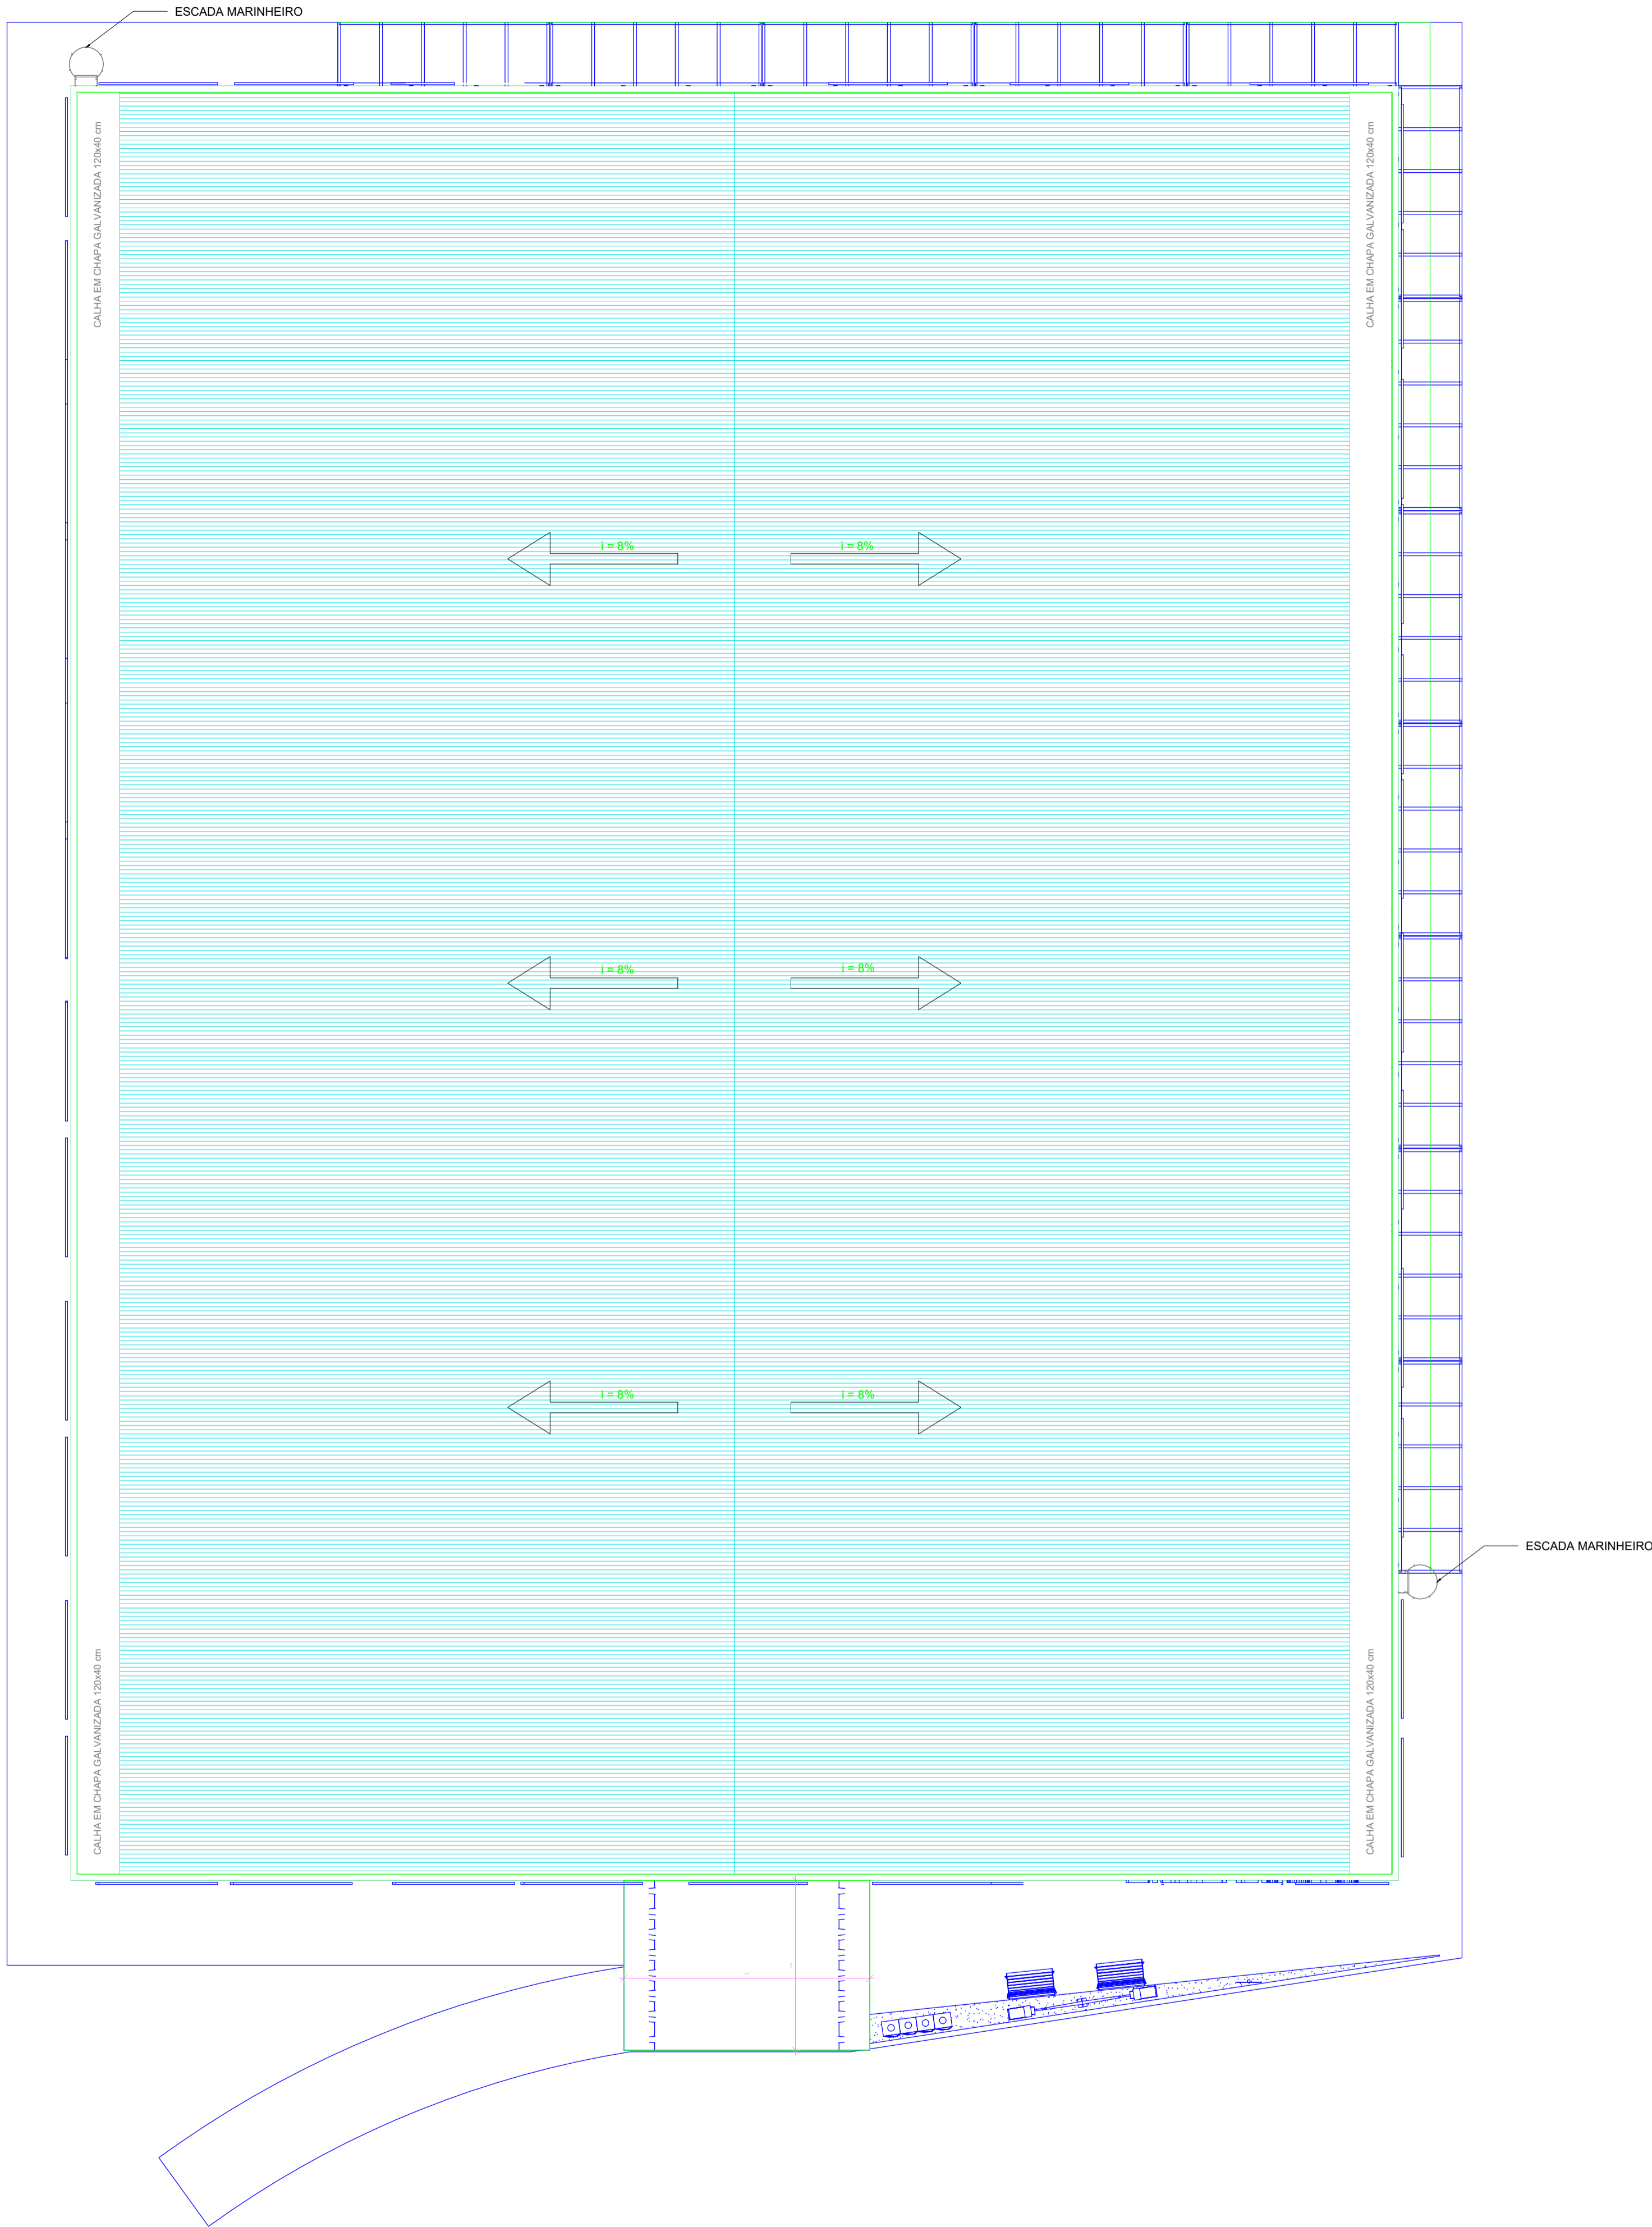 ESCADA MARINHEIRO
CALHA EM CHAPA GALVANIZADA 120x40 cm
CALHA EM CHAPA GALVANIZADA 120x40 cm
i = 8%
i = 8%
i = 8%
i = 8%
i = 8%
i = 8%
ESCADA MARINHEIRO
CALHA EM CHAPA GALVANIZADA 120x40 cm
CALHA EM CHAPA GALVANIZADA 120x40 cm